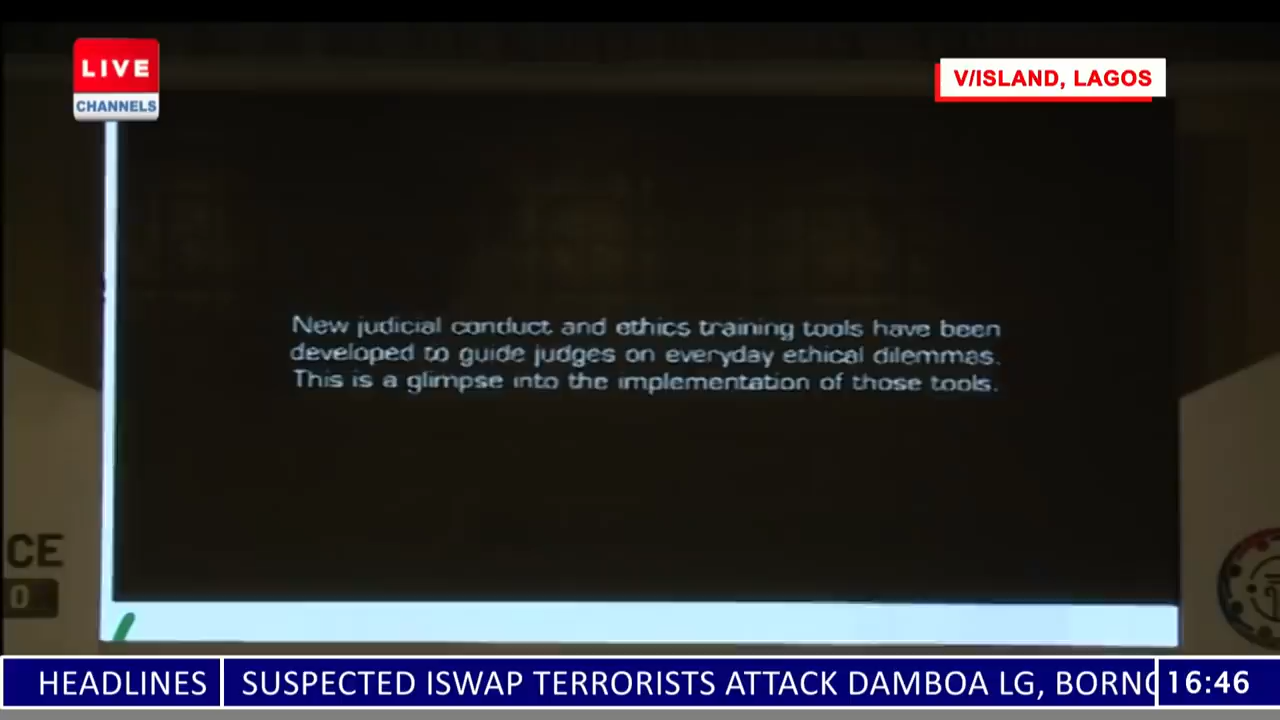 LIVE
CHANNELS
V/ISLAND, LAGOS
New judicial conduct and ethics training tools have been
developed to guide judges on everyday ethical dilemmas.
This is a glimpse into the implementation of those tools.
CE
0
HEADLINES
SUSPECTED ISWAP TERRORISTS ATTACK DAMBOA LG, BORNO
16:46